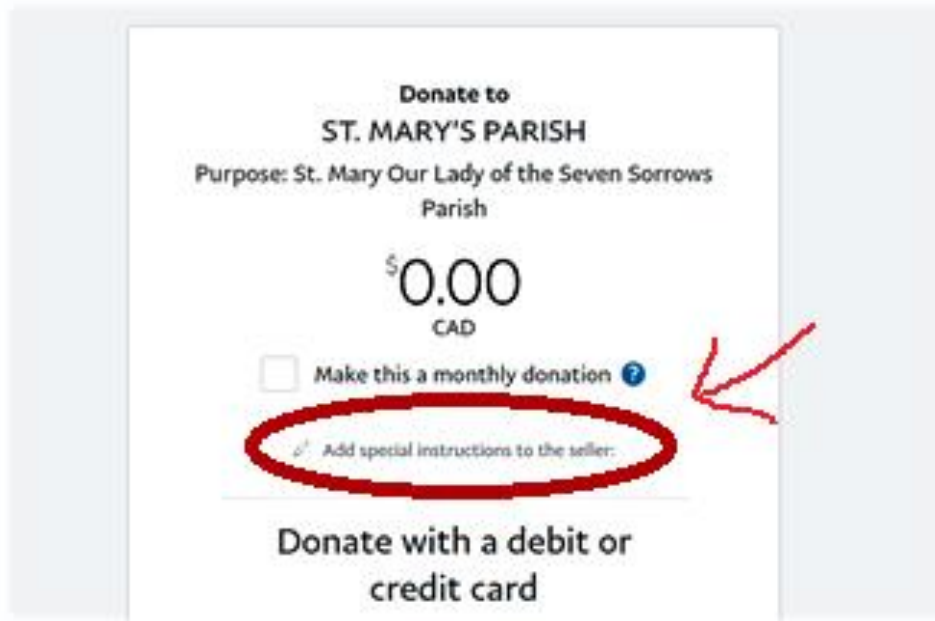 Donate to
ST. MARY'S PARISH
Purpose: St. Mary Our Lady of the Seven Sorrows
Parish
$0.00
CAD
Make this a monthly donation ?
Add special instructions to the seller:
Donate with a debit or
credit card